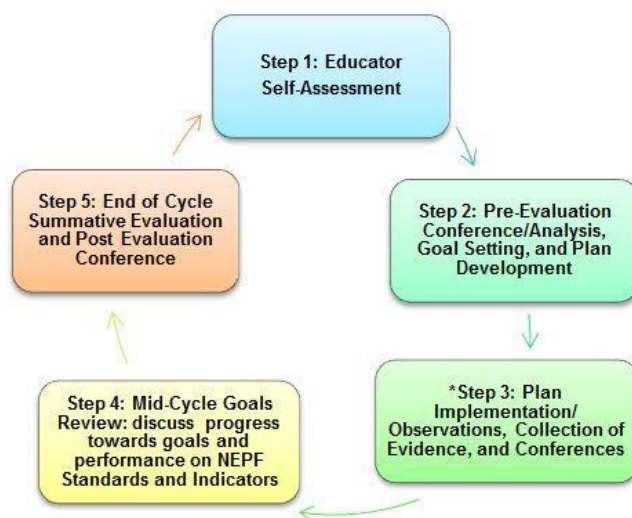 Step 1: Educator
Self-Assessment
Step 2: Pre-Evaluation
Conference/Analysis,
Goal Setting, and Plan
Development
*Step 3: Plan
Implementation/
Observations, Collection of
Evidence, and Conferences
Step 4: Mid-Cycle Goals
Review: discuss progress
towards goals and
performance on NEPF
Standards and Indicators
Step 5: End of Cycle
Summative Evaluation
and Post Evaluation
Conference